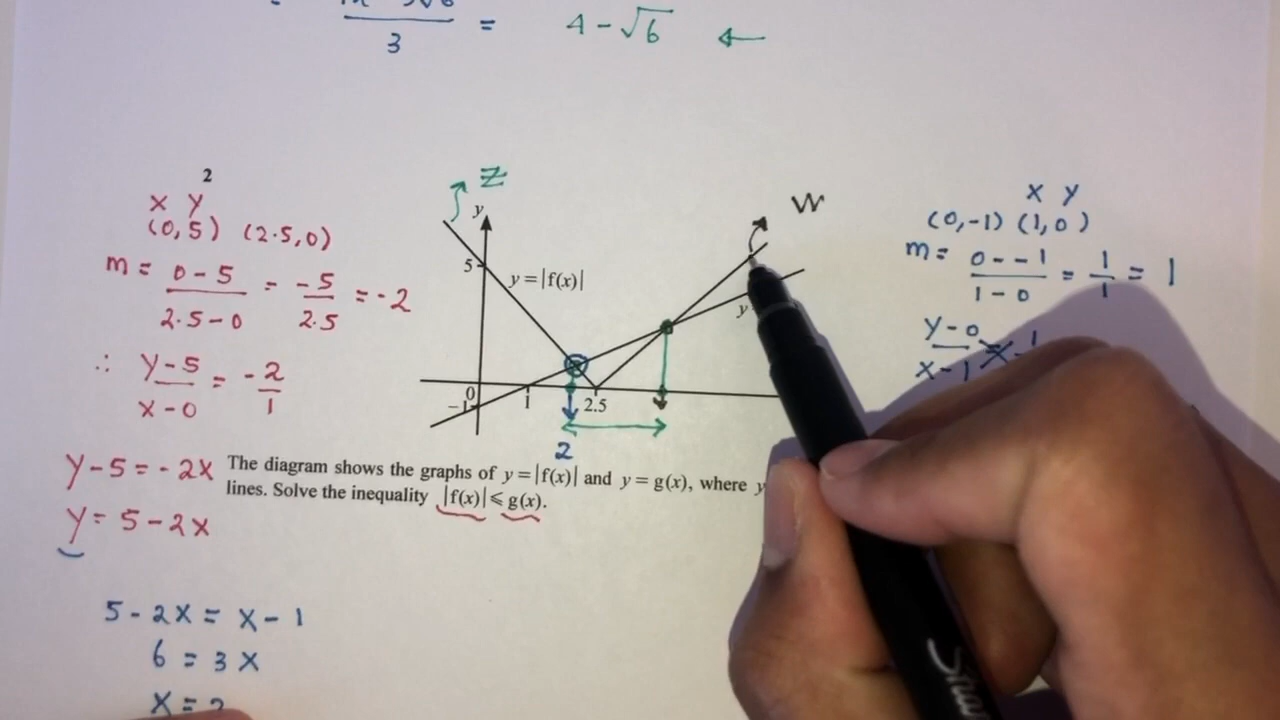 3 = 4 - √6 ←
2
X Y
(0,5) (2.5,0)
m = 0-5 / 2.5-0 = -5 / 2.5 = -2
∴ Y-5 / X-0 = -2 / 1
Y-5 = -2X
Y = 5-2X
5-2X = X-1
6 = 3X
X =
Z
W
y
5
y=|f(x)|
y
0
-1
1
2.5
2
The diagram shows the graphs of y=|f(x)| and y=g(x), where y
lines. Solve the inequality |f(x)|⩽g(x).
X Y
(0,-1) (1,0)
m = 0--1 / 1-0 = 1 / 1 = 1
Y-0 / X-1
Shar